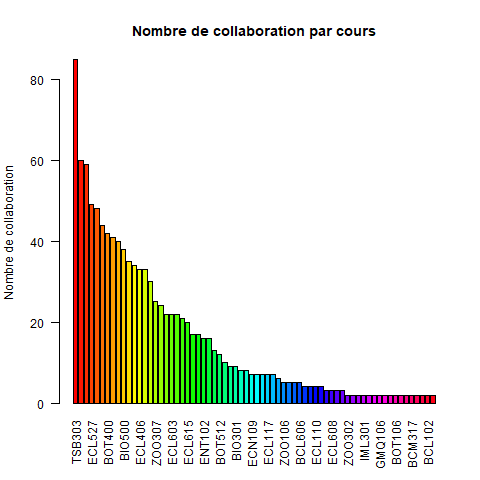 Nombre de collaboration par cours
Nombre de collaboration
80
60
40
20
0
TSB303
ECL527
BOT400
BIO500
ECL406
ZOO307
ECL603
ECL615
ENT102
BOT512
BIO301
ECN109
ECL117
ZOO106
BCL606
ECL110
ECL608
ZOO302
IML301
GMQ106
BOT106
BCM317
BCL102